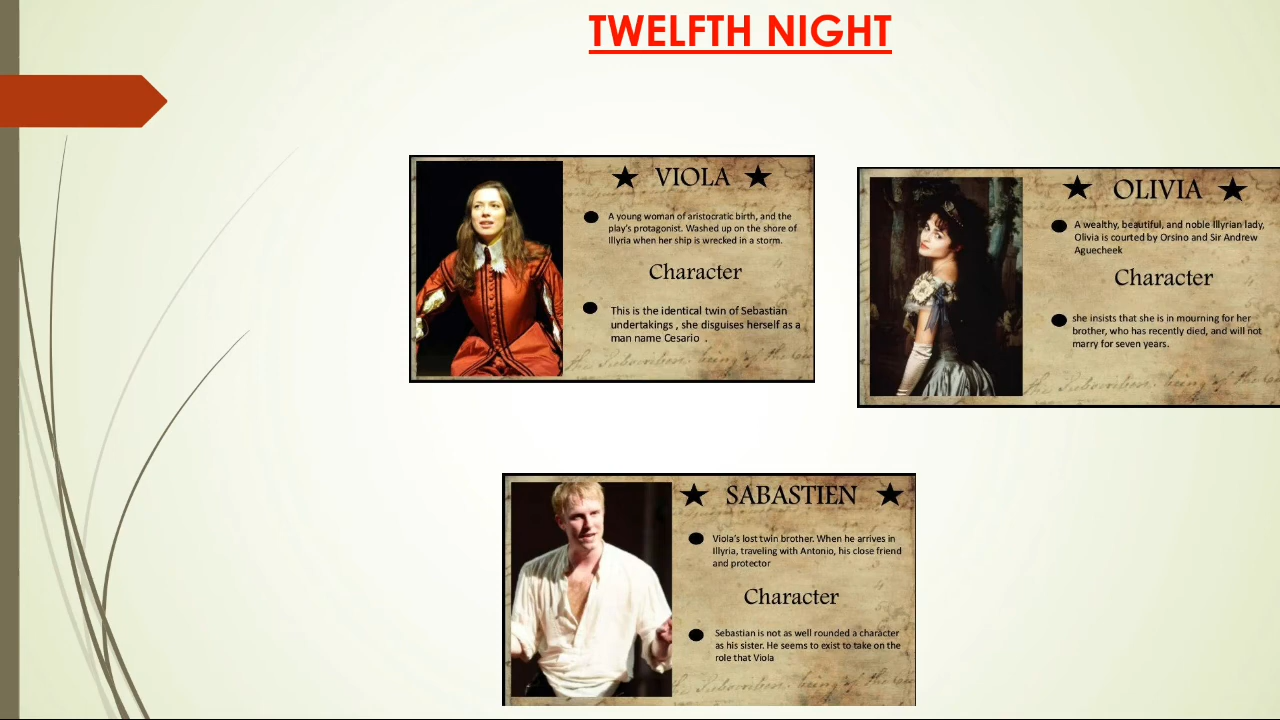 TWELFTH NIGHT
VIOLA
A young woman of aristocratic birth, and the
play's protagonist. Washed up on the shore of
Illyria when her ship is wrecked in a storm.
Character
This is the identical twin of Sebastian
undertakings , she disguises herself as a
man name Cesario .
OLIVIA
A wealthy, beautiful, and noble Illyrian lady,
Olivia is courted by Orsino and Sir Andrew
Aguecheek
Character
she insists that she is in mourning for her
brother, who has recently died, and will not
marry for seven years.
SABASTIEN
Viola's lost twin brother. When he arrives in
Illyria, traveling with Antonio, his close friend
and protector
Character
Sebastian is not as well rounded a character
as his sister. He seems to exist to take on the
role that Viola